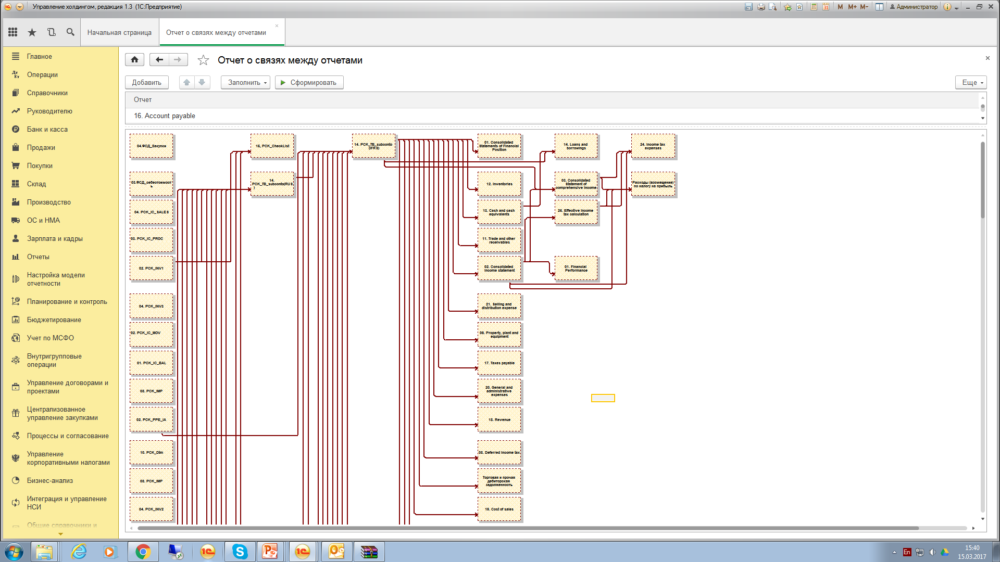 Управление холдингом, редакция 1.3 (1С:Предприятие)
M M+ M- Администратор
Начальная страница
Отчет о связях между отчетами
Главное
Операции
Справочники
Руководителю
Банк и касса
Продажи
Покупки
Склад
Производство
ОС и НМА
Зарплата и кадры
Отчеты
Настройка модели
отчетности
Планирование и контроль
Бюджетирование
Учет по МСФО
Внутригрупповые
операции
Управление договорами и
проектами
Централизованное
управление закупками
Процессы и согласование
Управление
корпоративными налогами
Бизнес-анализ
Интеграция и управление
НСИ
Общие справочники и
Отчет о связях между отчетами
Добавить
Заполнить
Сформировать
Еще
Отчет
16. Account payable
04.ФСД_Закупки
03.ФСД_себестоимост
ь
04. PCK_IC_SALES
03. PCK_IC_PROC
02. PCK_INV1
04. PCK_INV3
02. PCK_IC_MOV
01. PCK_IC_BAL
08. PCK_IMP
02. PCK_PPE_IA
10. PCK_Dtm
08. PCK_IMP
04. PCK_INV2
15. PCK_CheckList
14.
PCK_TB_subconto(RUS
)
14. PCK_TB_subconto
(IFRS)
01. Consolidated
Statements of Financial
Position
12. Inventories
13. Cash and cash
equivalents
11. Trade and other
receivables
02. Consolidated
income statement
21. Selling and
distribution expense
06. Property, plant and
equipment
17. Taxes payable
20. General and
administrative
expenses
18. Revenue
08. Deferred income tax
Торговая и прочая
дебиторская
задолженность
19. Cost of sales
14. Loans and
borrowings
03. Consolidated
Statement of
comprehensive income
25. Effective income
tax calculation
01. Financial
Performance
24. Income tax
expenses
Расходы (возмещение)
по налогу на прибыль
En
15:40
15.03.2017